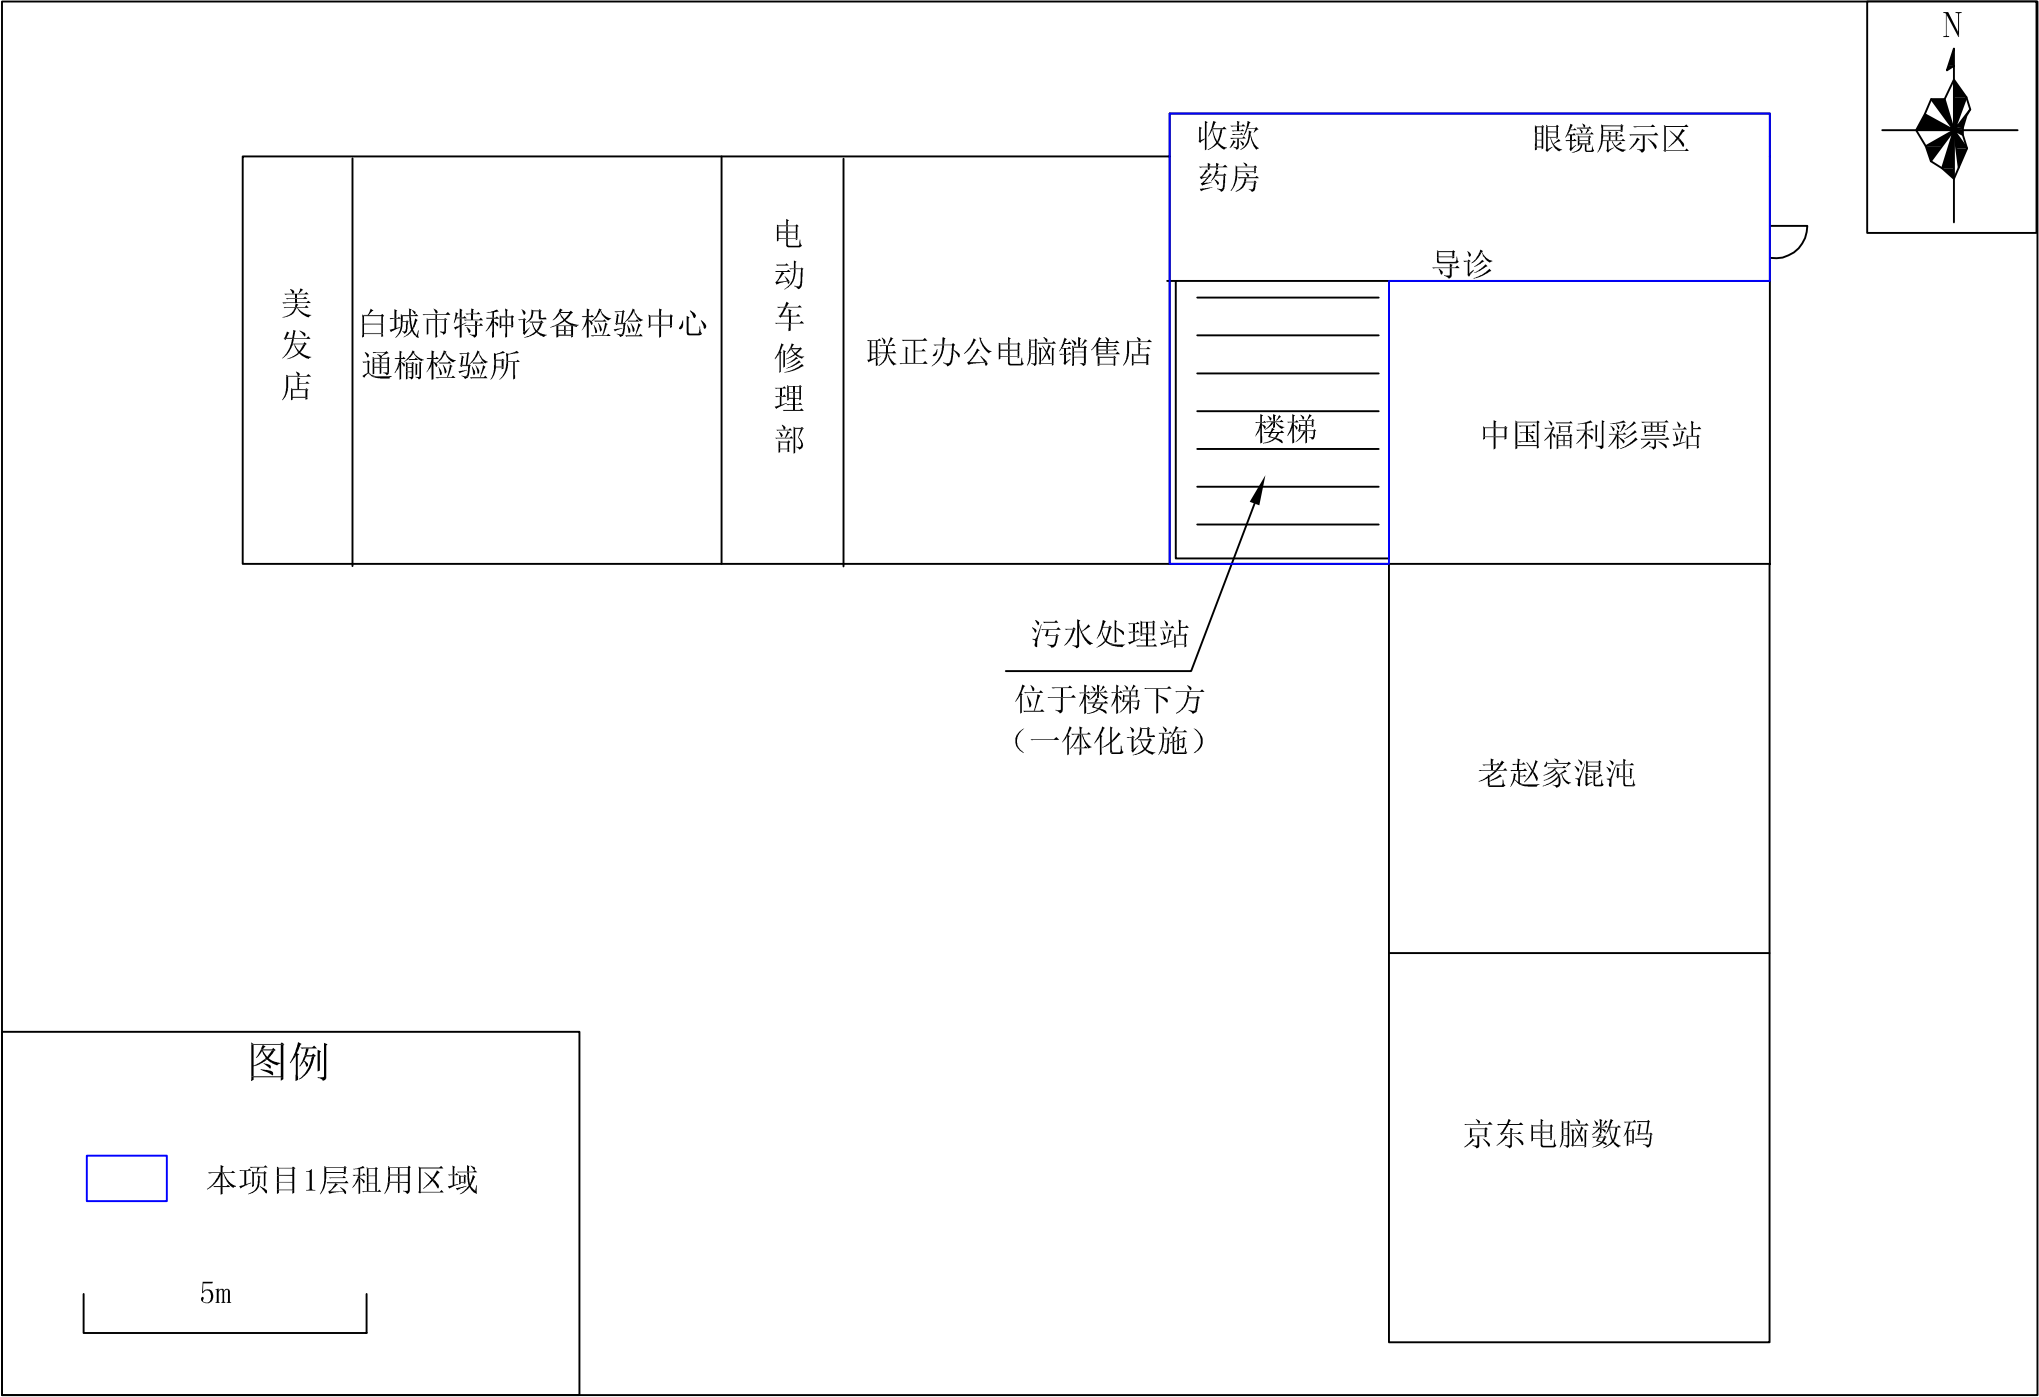 N
收款
药房
眼镜展示区
导诊
美发店
白城市特种设备检验中心
通榆检验所
电动车修理部
联正办公电脑销售店
楼梯
中国福利彩票站
污水处理站
位于楼梯下方
（一体化设施）
老赵家混沌
京东电脑数码
图例
本项目1层租用区域
5m